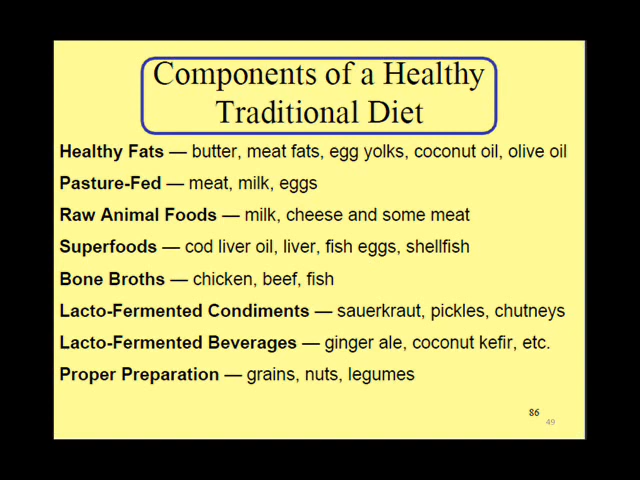 Components of a Healthy
Traditional Diet
Healthy Fats — butter, meat fats, egg yolks, coconut oil, olive oil
Pasture-Fed — meat, milk, eggs
Raw Animal Foods — milk, cheese and some meat
Superfoods — cod liver oil, liver, fish eggs, shellfish
Bone Broths — chicken, beef, fish
Lacto-Fermented Condiments — sauerkraut, pickles, chutneys
Lacto-Fermented Beverages — ginger ale, coconut kefir, etc.
Proper Preparation — grains, nuts, legumes
86
49